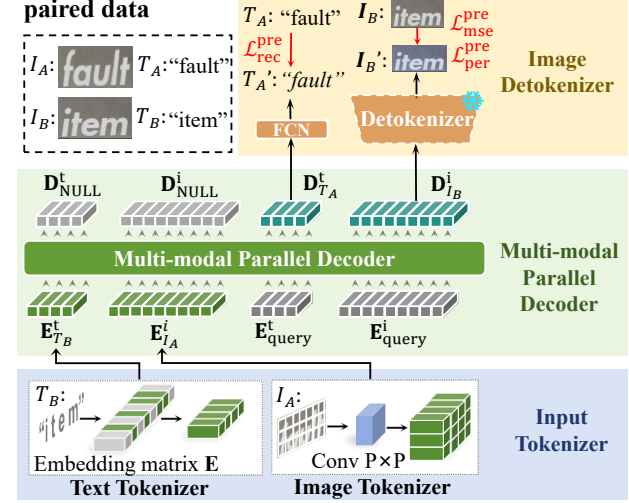 paired data
I_A: fault T_A: "fault"
I_B: item T_B: "item"
T_A: "fault"
L_rec^pre
T_A': "fault"
FCN
I_B: item
L_mse^pre
L_per^pre
I_B': item
Detokenizer
Image
Detokenizer
D_NULL^t D_NULL^i D_{T_A}^t D_{I_B}^i
Multi-modal Parallel Decoder
E_{T_B}^t E_{I_A}^i E_query^t E_query^i
Multi-modal
Parallel
Decoder
T_B:
"item"
Embedding matrix E
Text Tokenizer
I_A:
Conv P×P
Image Tokenizer
Input
Tokenizer